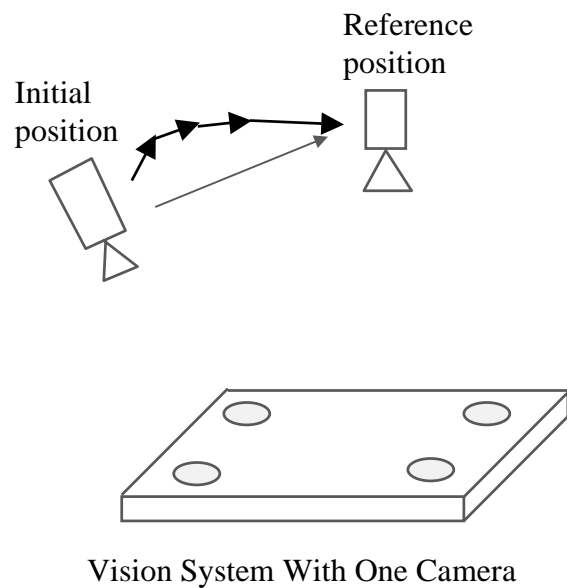 Reference
position
Initial
position
Vision System With One Camera